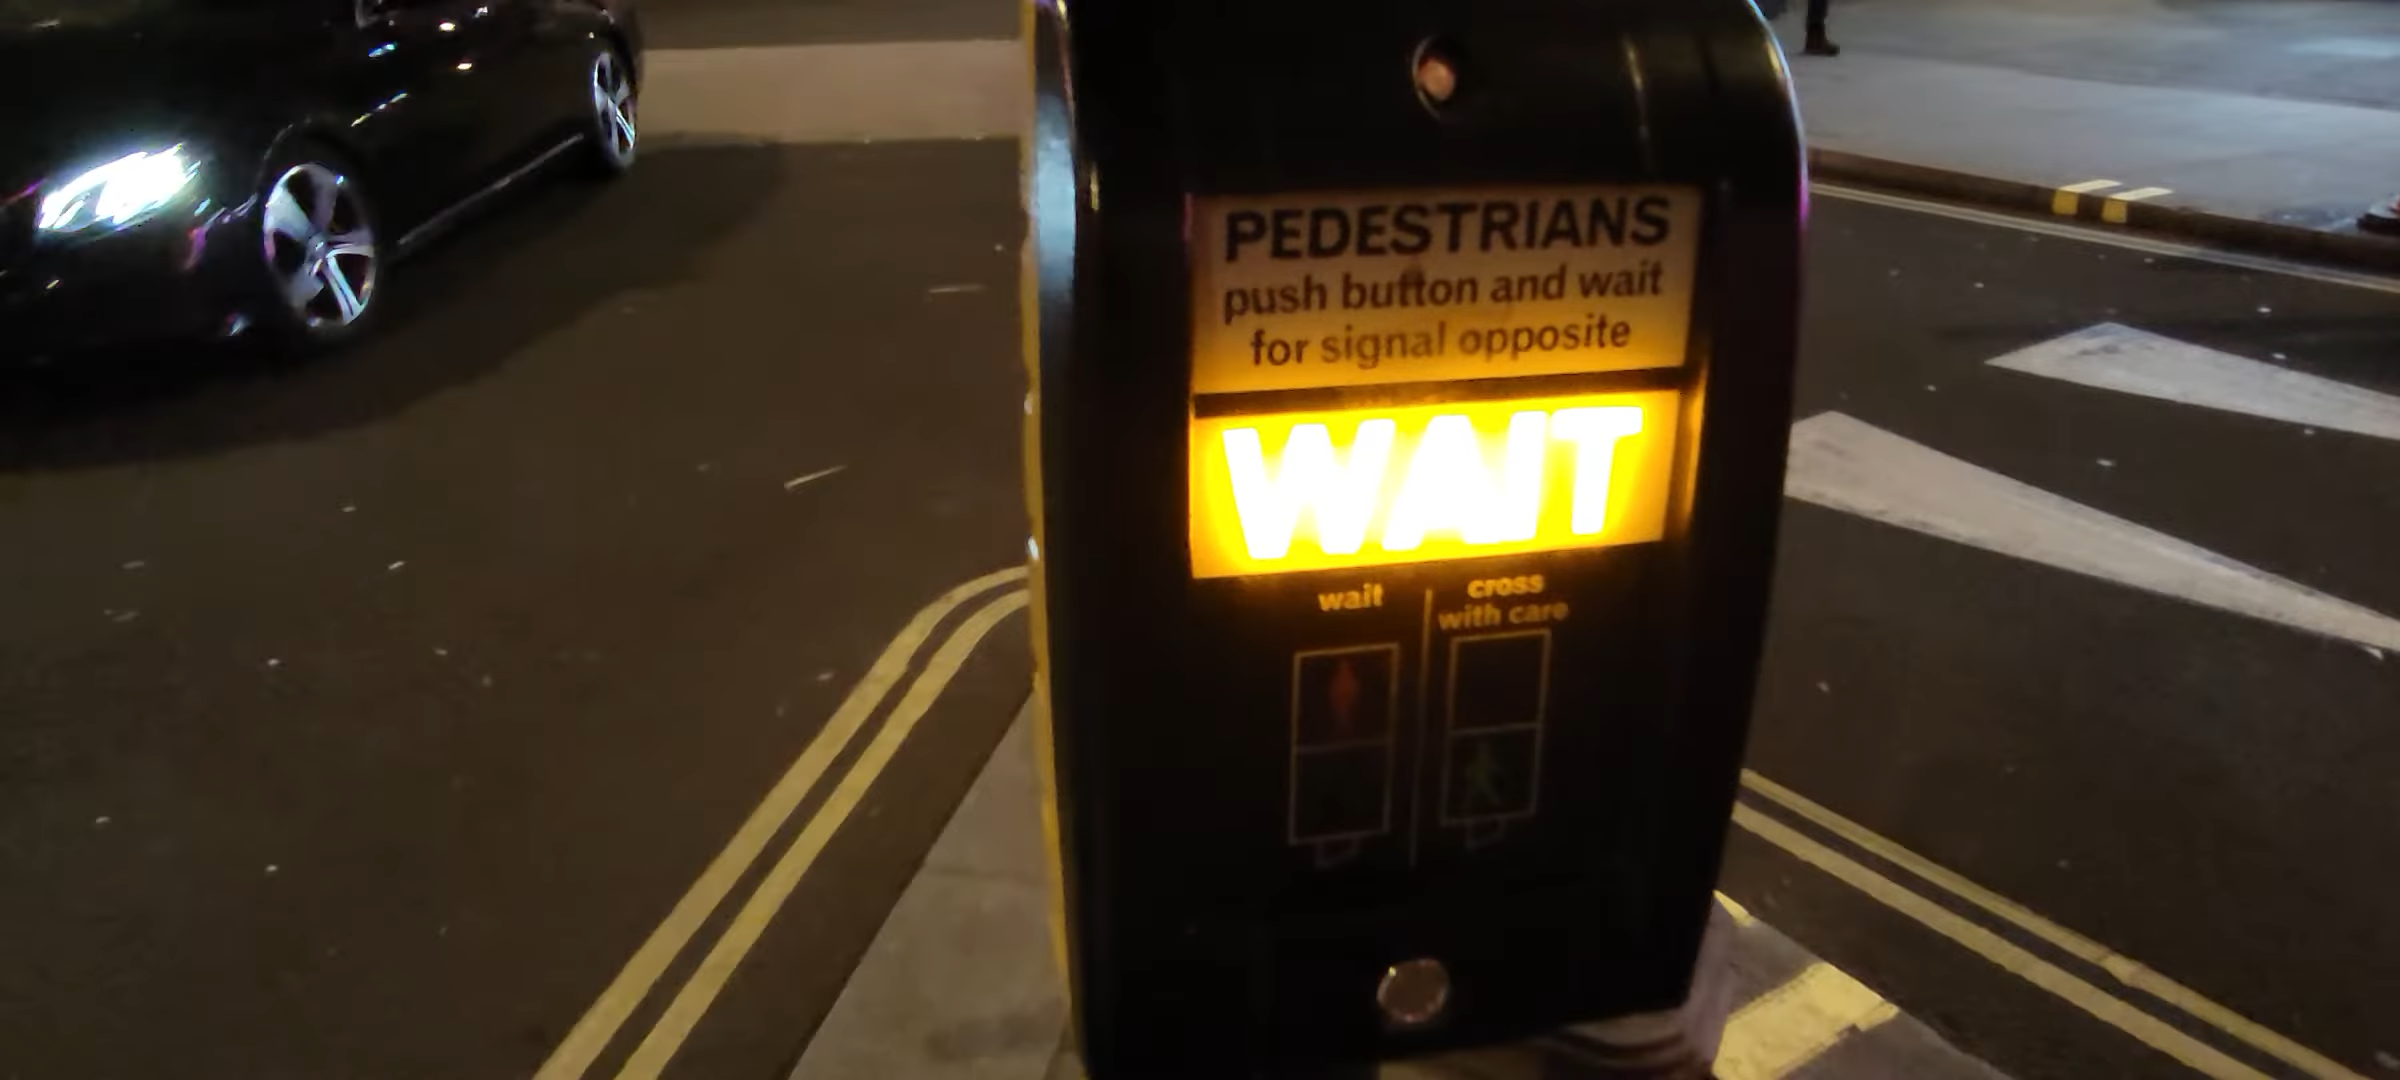 PEDESTRIANS
push button and wait
for signal opposite
WAIT
wait
cross
with care